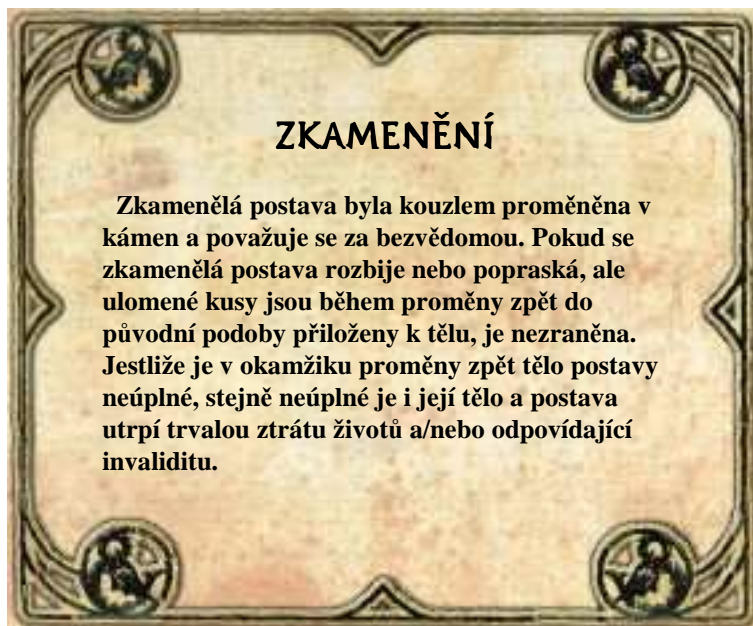 ZKAMENĚNÍ
Zkamenělá postava byla kouzlem proměněna v
kámen a považuje se za bezvědomou. Pokud se
zkamenělá postava rozbije nebo popraská, ale
ulomené kusy jsou během proměny zpět do
původní podoby přiloženy k tělu, je nezraněna.
Jestliže je v okamžiku proměny zpět tělo postavy
neúplné, stejně neúplné je i její tělo a postava
utrpí trvalou ztrátu životů a/nebo odpovídající
invaliditu.